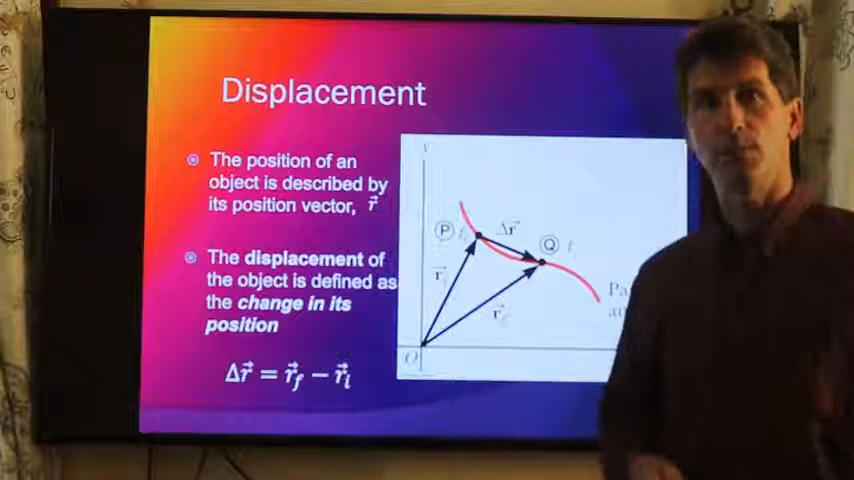 Displacement
The position of an
object is described by
its position vector, r⃗
The displacement of
the object is defined as
the change in its
position
Δr⃗ = r⃗f − r⃗i
y
P
Δr⃗
Q
r⃗f
O